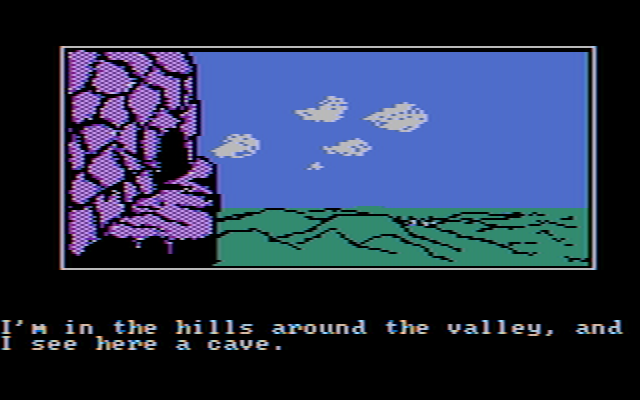 I'm in the hills around the valley, and
I see here a cave.